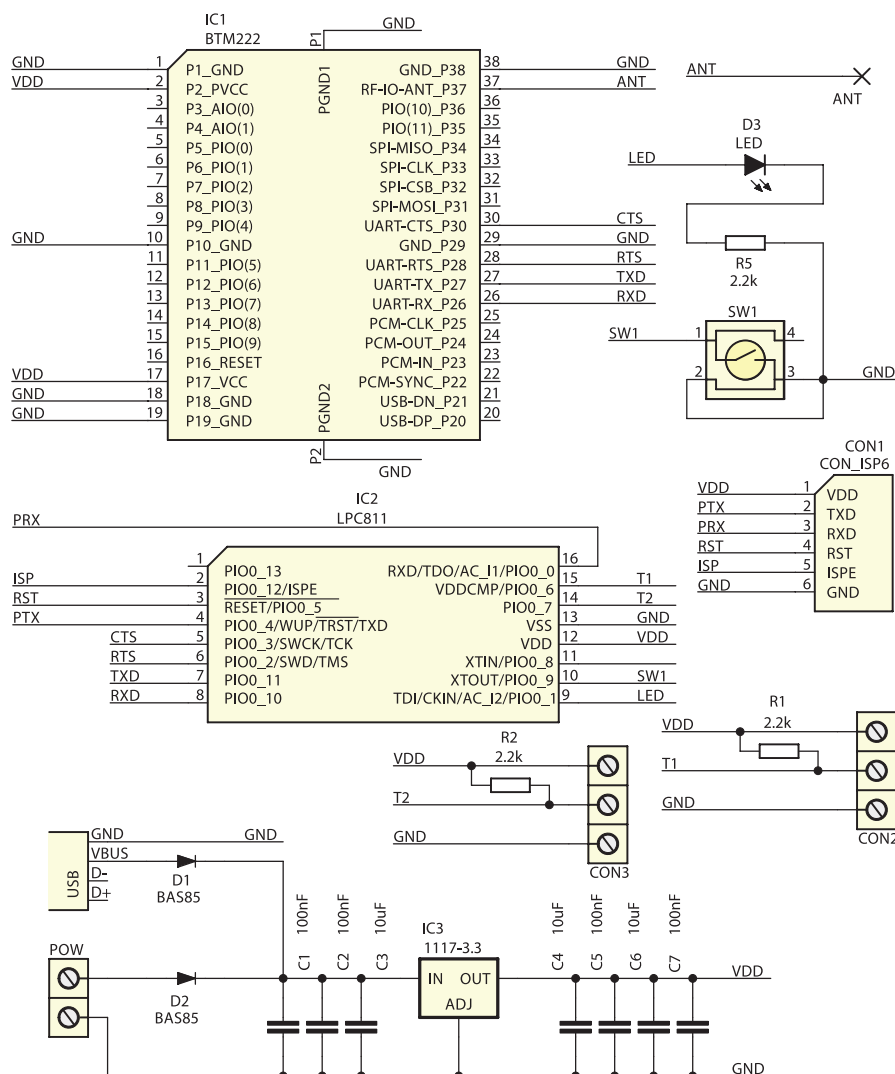 IC1
BTM222
P1
GND
GND 1 P1_GND
VDD 2 P2_PVCC
3 P3_AIO(0)
4 P4_AIO(1)
5 P5_PIO(0)
6 P6_PIO(1)
7 P7_PIO(2)
8 P8_PIO(3)
9 P9_PIO(4)
GND 10 P10_GND
11 P11_PIO(5)
12 P12_PIO(6)
13 P13_PIO(7)
14 P14_PIO(8)
15 P15_PIO(9)
16 P16_RESET
VDD 17 P17_VCC
GND 18 P18_GND
GND 19 P19_GND
PGND1
PGND2
GND_P38 38 GND
RF-IO-ANT_P37 37 ANT
PIO(10)_P36 36
PIO(11)_P35 35
SPI-MISO_P34 34
SPI-CLK_P33 33
SPI-CSB_P32 32
SPI-MOSI_P31 31
UART-CTS_P30 30 CTS
GND_P29 29 GND
UART-RTS_P28 28 RTS
UART-TX_P27 27 TXD
UART-RX_P26 26 RXD
PCM-CLK_P25 25
PCM-OUT_P24 24
PCM-IN_P23 23
PCM-SYNC_P22 22
USB-DN_P21 21
USB-DP_P20 20
P2
GND
ANT
ANT
D3
LED
LED
R5
2.2k
SW1
SW1 1 4
2 3 GND
CON1
CON_ISP6
VDD 1 VDD
PTX 2 TXD
PRX 3 RXD
RST 4 RST
ISP 5 ISPE
GND 6 GND
IC2
LPC811
PRX
1 PIO0_13
ISP 2 PIO0_12/ISPE
RST 3 RESET/PIO0_5
PTX 4 PIO0_4/WUP/TRST/TXD
CTS 5 PIO0_3/SWCK/TCK
RTS 6 PIO0_2/SWD/TMS
TXD 7 PIO0_11
RXD 8 PIO0_10
RXD/TDO/AC_I1/PIO0_0 16
VDDCMP/PIO0_6 15 T1
PIO0_7 14 T2
VSS 13 GND
VDD 12 VDD
XTIN/PIO0_8 11
XTOUT/PIO0_9 10 SW1
TDI/CKIN/AC_I2/PIO0_1 9 LED
R2
VDD 2.2k
T2
GND
CON3
R1
VDD 2.2k
T1
GND
CON2
USB
GND GND
VBUS
D-
D+
D1
BAS85
POW
D2
BAS85
C1 100nF
C2 100nF
C3 10uF
IC3
1117-3.3
IN OUT
ADJ
C4 10uF
C5 100nF
C6 10uF
C7 100nF
VDD
GND